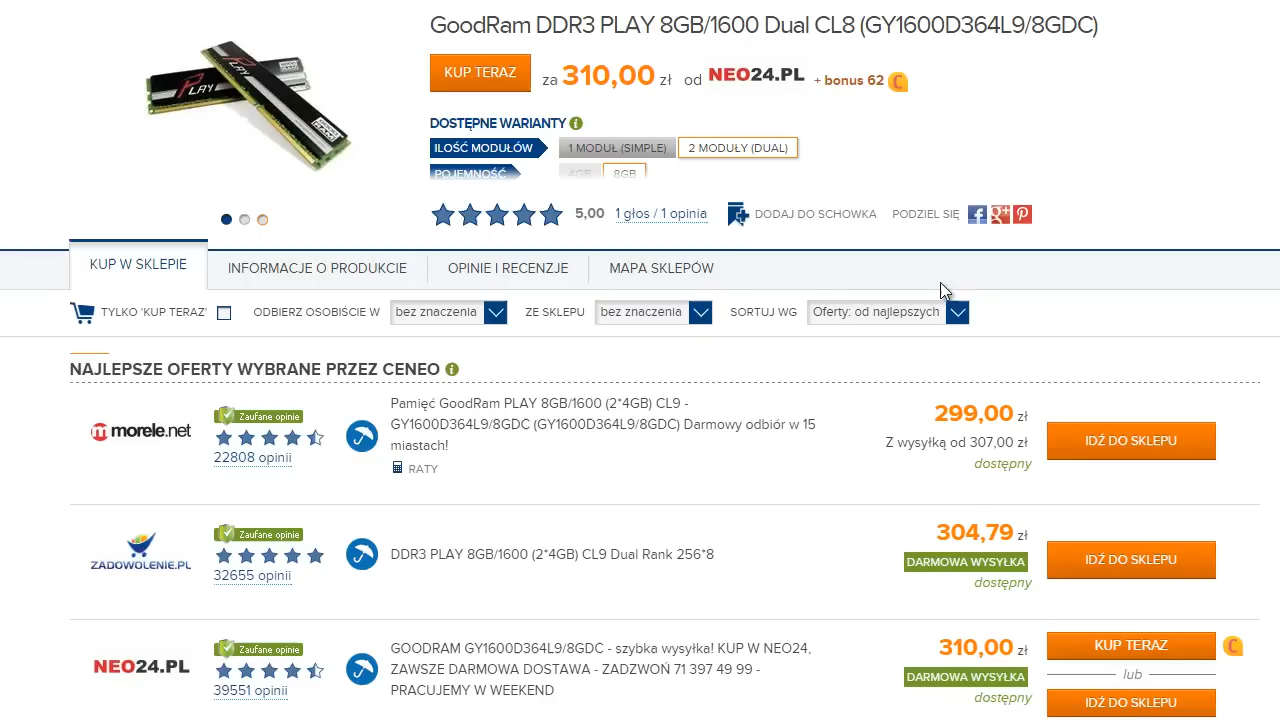 GoodRam DDR3 PLAY 8GB/1600 Dual CL8 (GY1600D364L9/8GDC)
PLAY
PLAY
GOOD RAM
KUP TERAZ za 310,00 zł od NEO24.PL + bonus 62 C
DOSTĘPNE WARIANTY i
ILOŚĆ MODUŁÓW 1 MODUŁ (SIMPLE) 2 MODUŁY (DUAL)
POJEMNOŚĆ 4GB 8GB
5,00 1 głos / 1 opinia DODAJ DO SCHOWKA PODZIEL SIĘ
KUP W SKLEPIE INFORMACJE O PRODUKCIE OPINIE I RECENZJE MAPA SKLEPÓW
TYLKO 'KUP TERAZ' ODBIERZ OSOBIŚCIE W bez znaczenia ZE SKLEPU bez znaczenia SORTUJ WG Oferty: od najlepszych
NAJLEPSZE OFERTY WYBRANE PRZEZ CENEO i
morele.net
Zaufane opinie
22808 opinii
Pamięć GoodRam PLAY 8GB/1600 (2*4GB) CL9 -
GY1600D364L9/8GDC (GY1600D364L9/8GDC) Darmowy odbiór w 15
miastach!
RATY
299,00 zł
Z wysyłką od 307,00 zł
dostępny
IDŹ DO SKLEPU
ZADOWOLENIE.PL
Zaufane opinie
32655 opinii
DDR3 PLAY 8GB/1600 (2*4GB) CL9 Dual Rank 256*8
304,79 zł
DARMOWA WYSYŁKA
dostępny
IDŹ DO SKLEPU
NEO24.PL
Zaufane opinie
39551 opinii
GOODRAM GY1600D364L9/8GDC - szybka wysyłka! KUP W NEO24,
ZAWSZE DARMOWA DOSTAWA - ZADZWOŃ 71 397 49 99 -
PRACUJEMY W WEEKEND
310,00 zł
DARMOWA WYSYŁKA
dostępny
KUP TERAZ C
lub
IDŹ DO SKLEPU